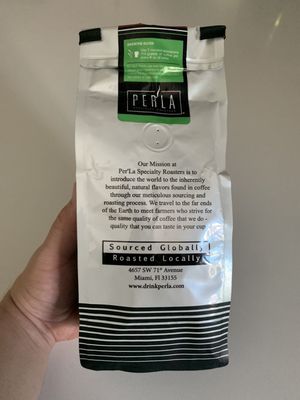 BREWING GUIDE
PERLA
Our Mission at
Per'La Specialty Roasters is to
introduce the world to the inherently
beautiful, natural flavors found in coffee
through our meticulous sourcing and
roasting process. We travel to the far ends
of the Earth to meet farmers who strive for
the same quality of coffee that we do -
quality that you can taste in your cup
Sourced Globally
Roasted Locally
4657 SW 71st Avenue
Miami, Fl 33155
www.drinkperla.com